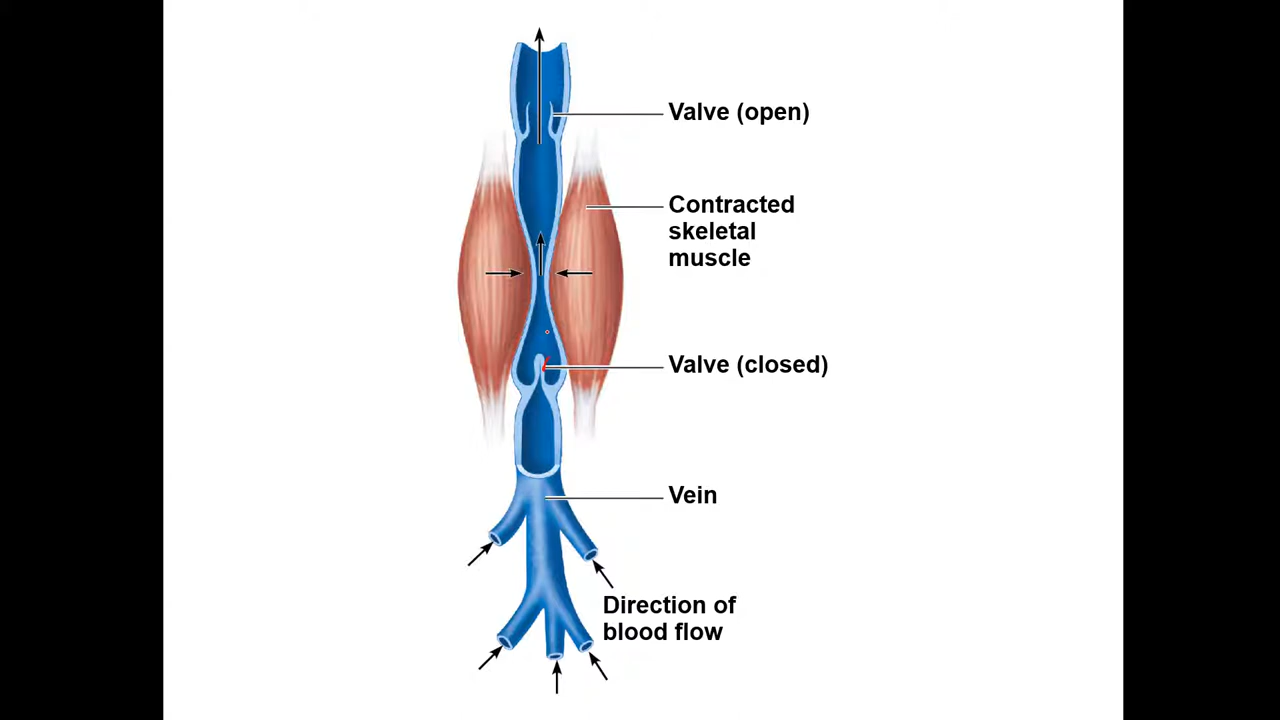 Valve (open)
Contracted
skeletal
muscle
Valve (closed)
Vein
Direction of
blood flow